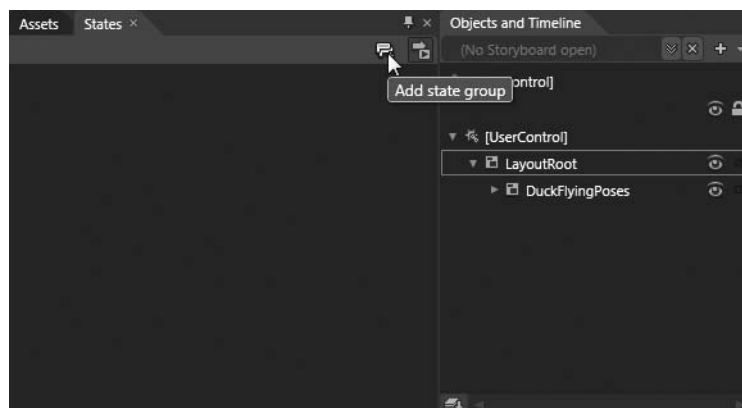 Assets States
Objects and Timeline
(No Storyboard open)
Add state group
ontrol]
[UserControl]
LayoutRoot
DuckFlyingPoses